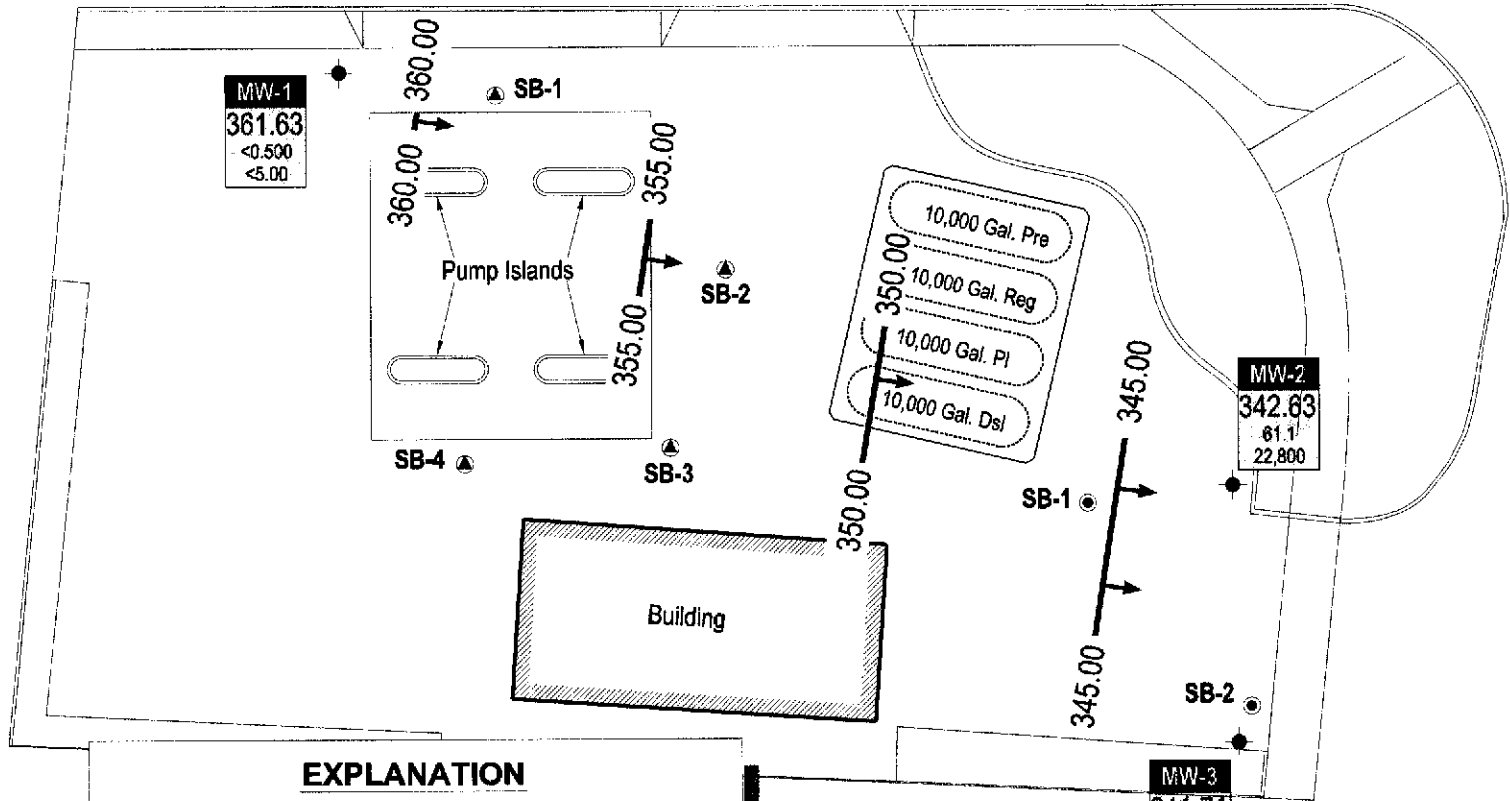 MW-1
361.63
<0.500
<5.00
360.00
360.00
SB-1
355.00
355.00
Pump Islands
SB-2
SB-3
SB-4
10,000 Gal. Pre
10,000 Gal. Reg
10,000 Gal. Pl
10,000 Gal. Dsl
350.00
350.00
345.00
345.00
MW-2
342.63
61.1
22,800
SB-1
SB-2
Building
EXPLANATION
MW-3